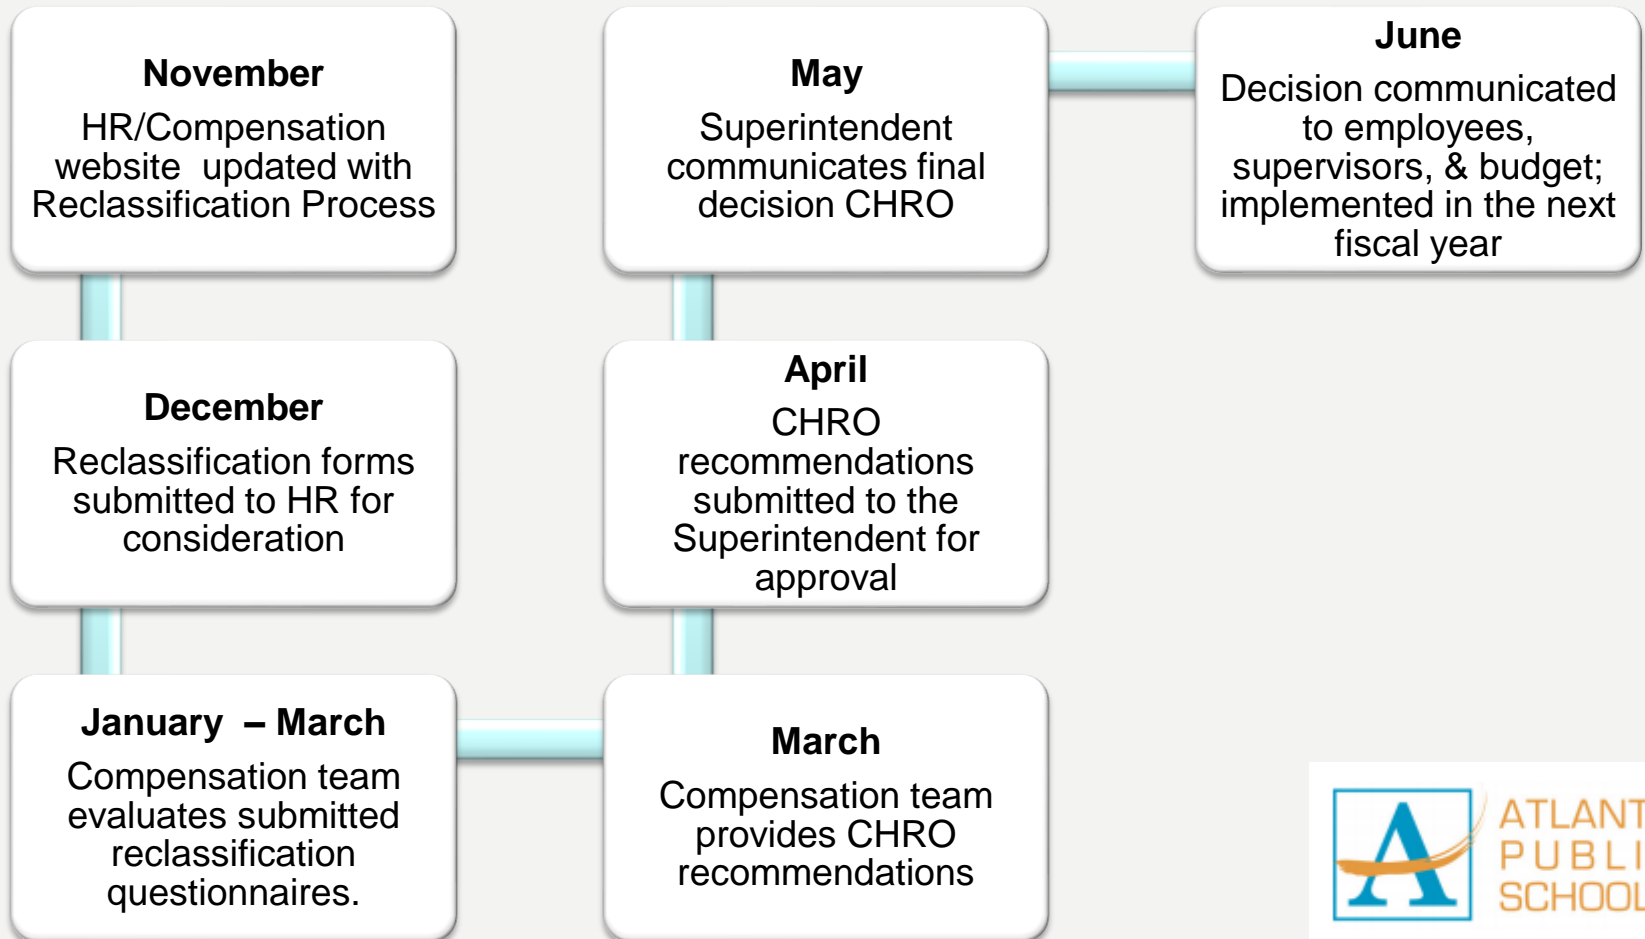 November
HR/Compensation
website  updated with
Reclassification Process
December
Reclassification forms
submitted to HR for
consideration
January  – March
Compensation team
evaluates submitted
reclassification
questionnaires.
March
Compensation team
provides CHRO
recommendations
April
CHRO
recommendations
submitted to the
Superintendent for
approval
May
Superintendent
communicates final
decision CHRO
June
Decision communicated
to employees,
supervisors, & budget;
implemented in the next
fiscal year
A
ATLANT
PUBLI
SCHOOL